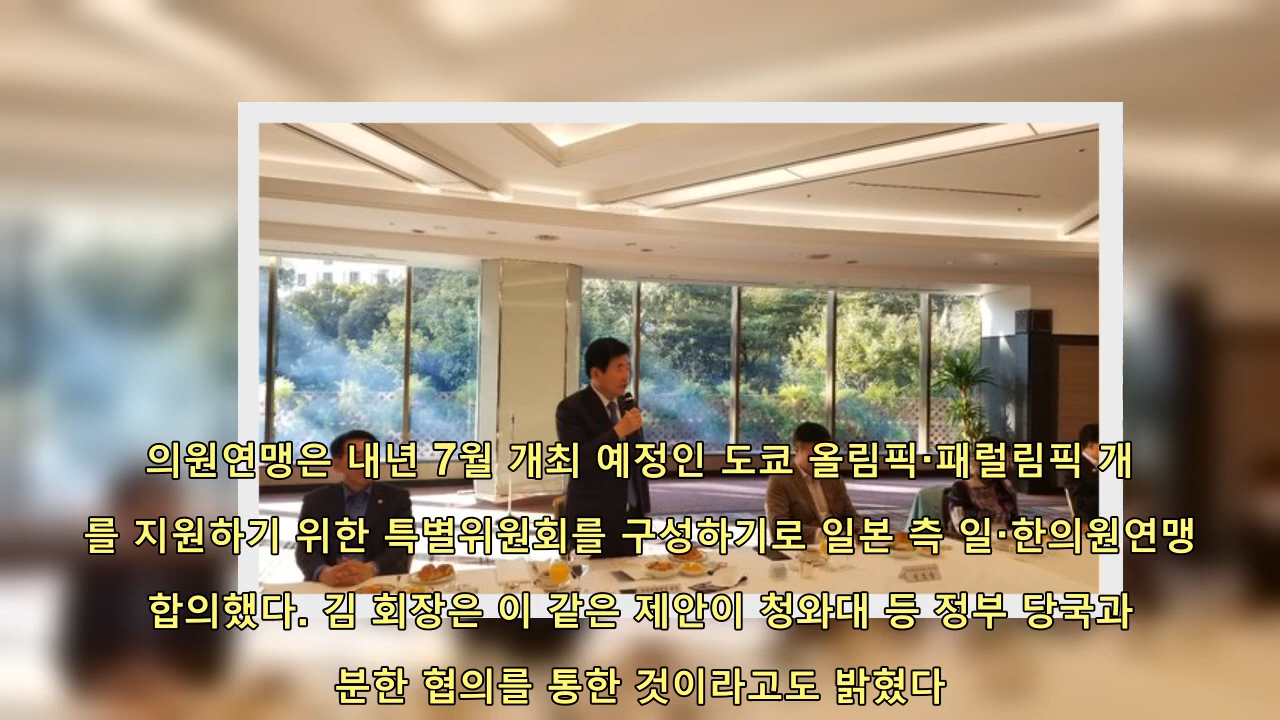 의원연맹은 내년 7월 개최 예정인 도쿄 올림픽·패럴림픽 개
를 지원하기 위한 특별위원회를 구성하기로 일본 측 일·한의원연맹
합의했다. 김 회장은 이 같은 제안이 청와대 등 정부 당국과
분한 협의를 통한 것이라고도 밝혔다